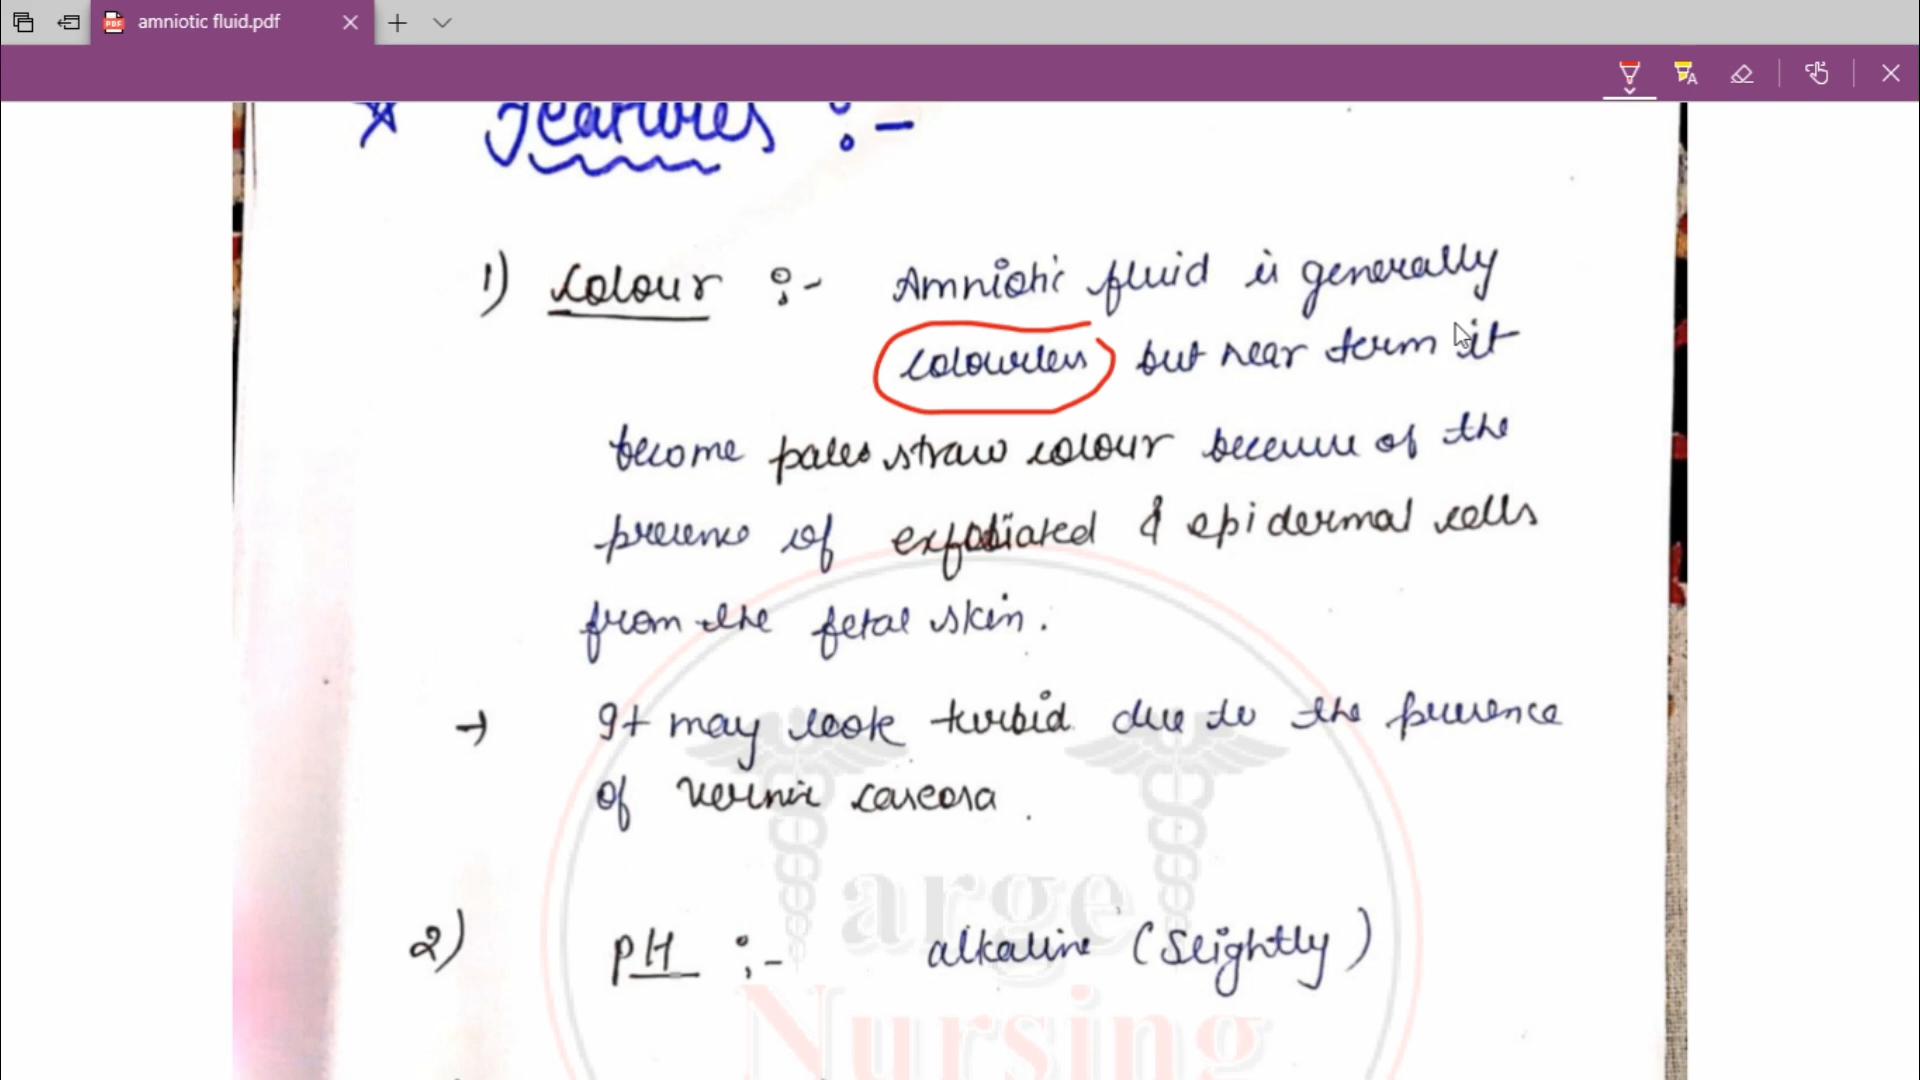 amniotic fluid.pdf
Features :-
1) Colour :- Amniotic fluid is generally
colourless but near term it
become pale straw colour because of the
presence of exfoliated & epidermal cells
from the fetal skin.
→ It may look turbid due to the presence
of vernix caseosa.
2) pH :- alkaline (Slightly)
arge
Nursing